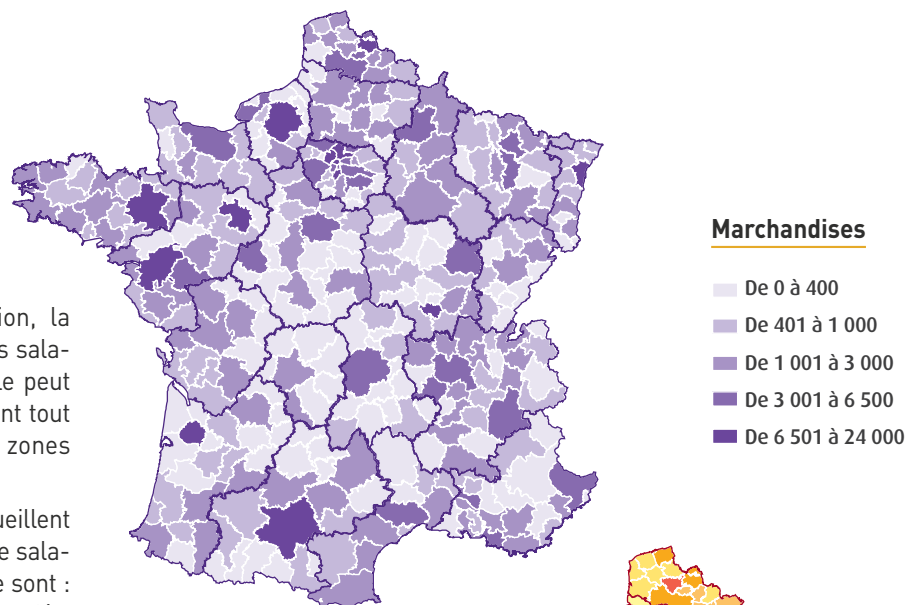 ion, la
s sala-
le peut
nt tout
zones
ueillent
e sala-
e sont :
Marchandises
De 0 à 400
De 401 à 1 000
De 1 001 à 3 000
De 3 001 à 6 500
De 6 501 à 24 000